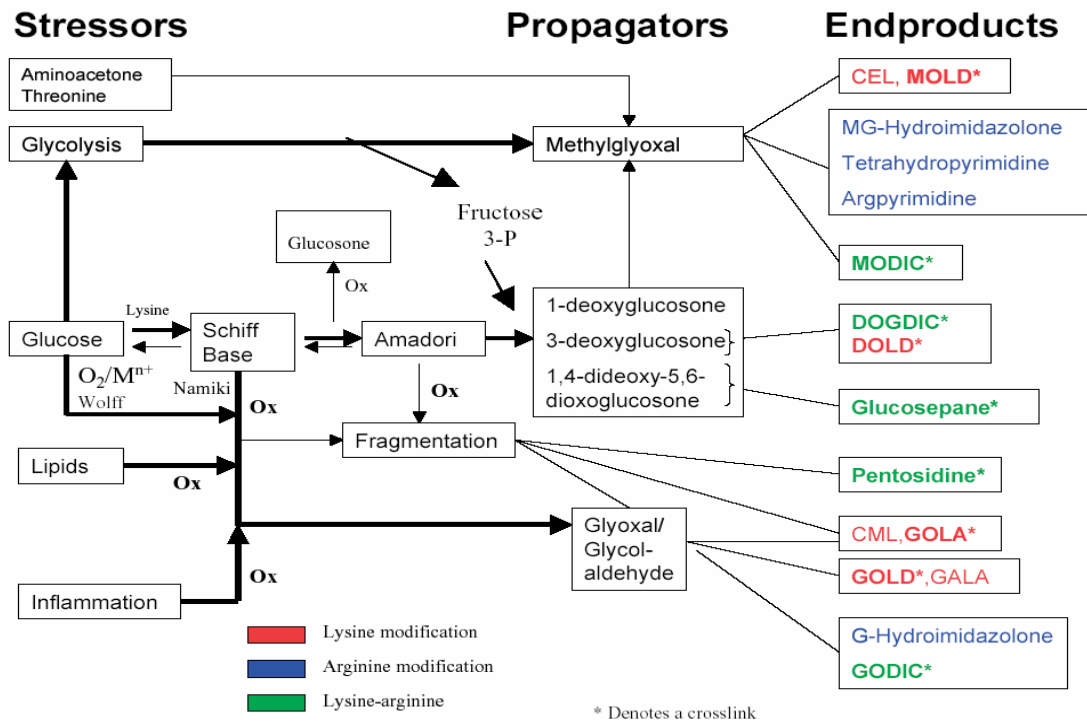 Stressors
Propagators
Endproducts
Aminoacetone
Threonine
Glycolysis
Methylglyoxal
CEL, MOLD*
MG-Hydroimidazolone
Tetrahydropyrimidine
Argpyrimidine
MODIC*
Fructose
3-P
Glucosone
Ox
Glucose
Lysine
Schiff
Base
Amadori
1-deoxyglucosone
3-deoxyglucosone
1,4-dideoxy-5,6-
dioxoglucosone
DOGDIC*
DOLD*
Glucosepane*
O₂/Mⁿ⁺
Wolff
Namiki
Ox
Ox
Fragmentation
Pentosidine*
Lipids
Ox
Glyoxal/
Glycol-
aldehyde
CML,GOLA*
GOLD*,GALA
Inflammation
Ox
G-Hydroimidazolone
GODIC*
Lysine modification
Arginine modification
Lysine-arginine
* Denotes a crosslink